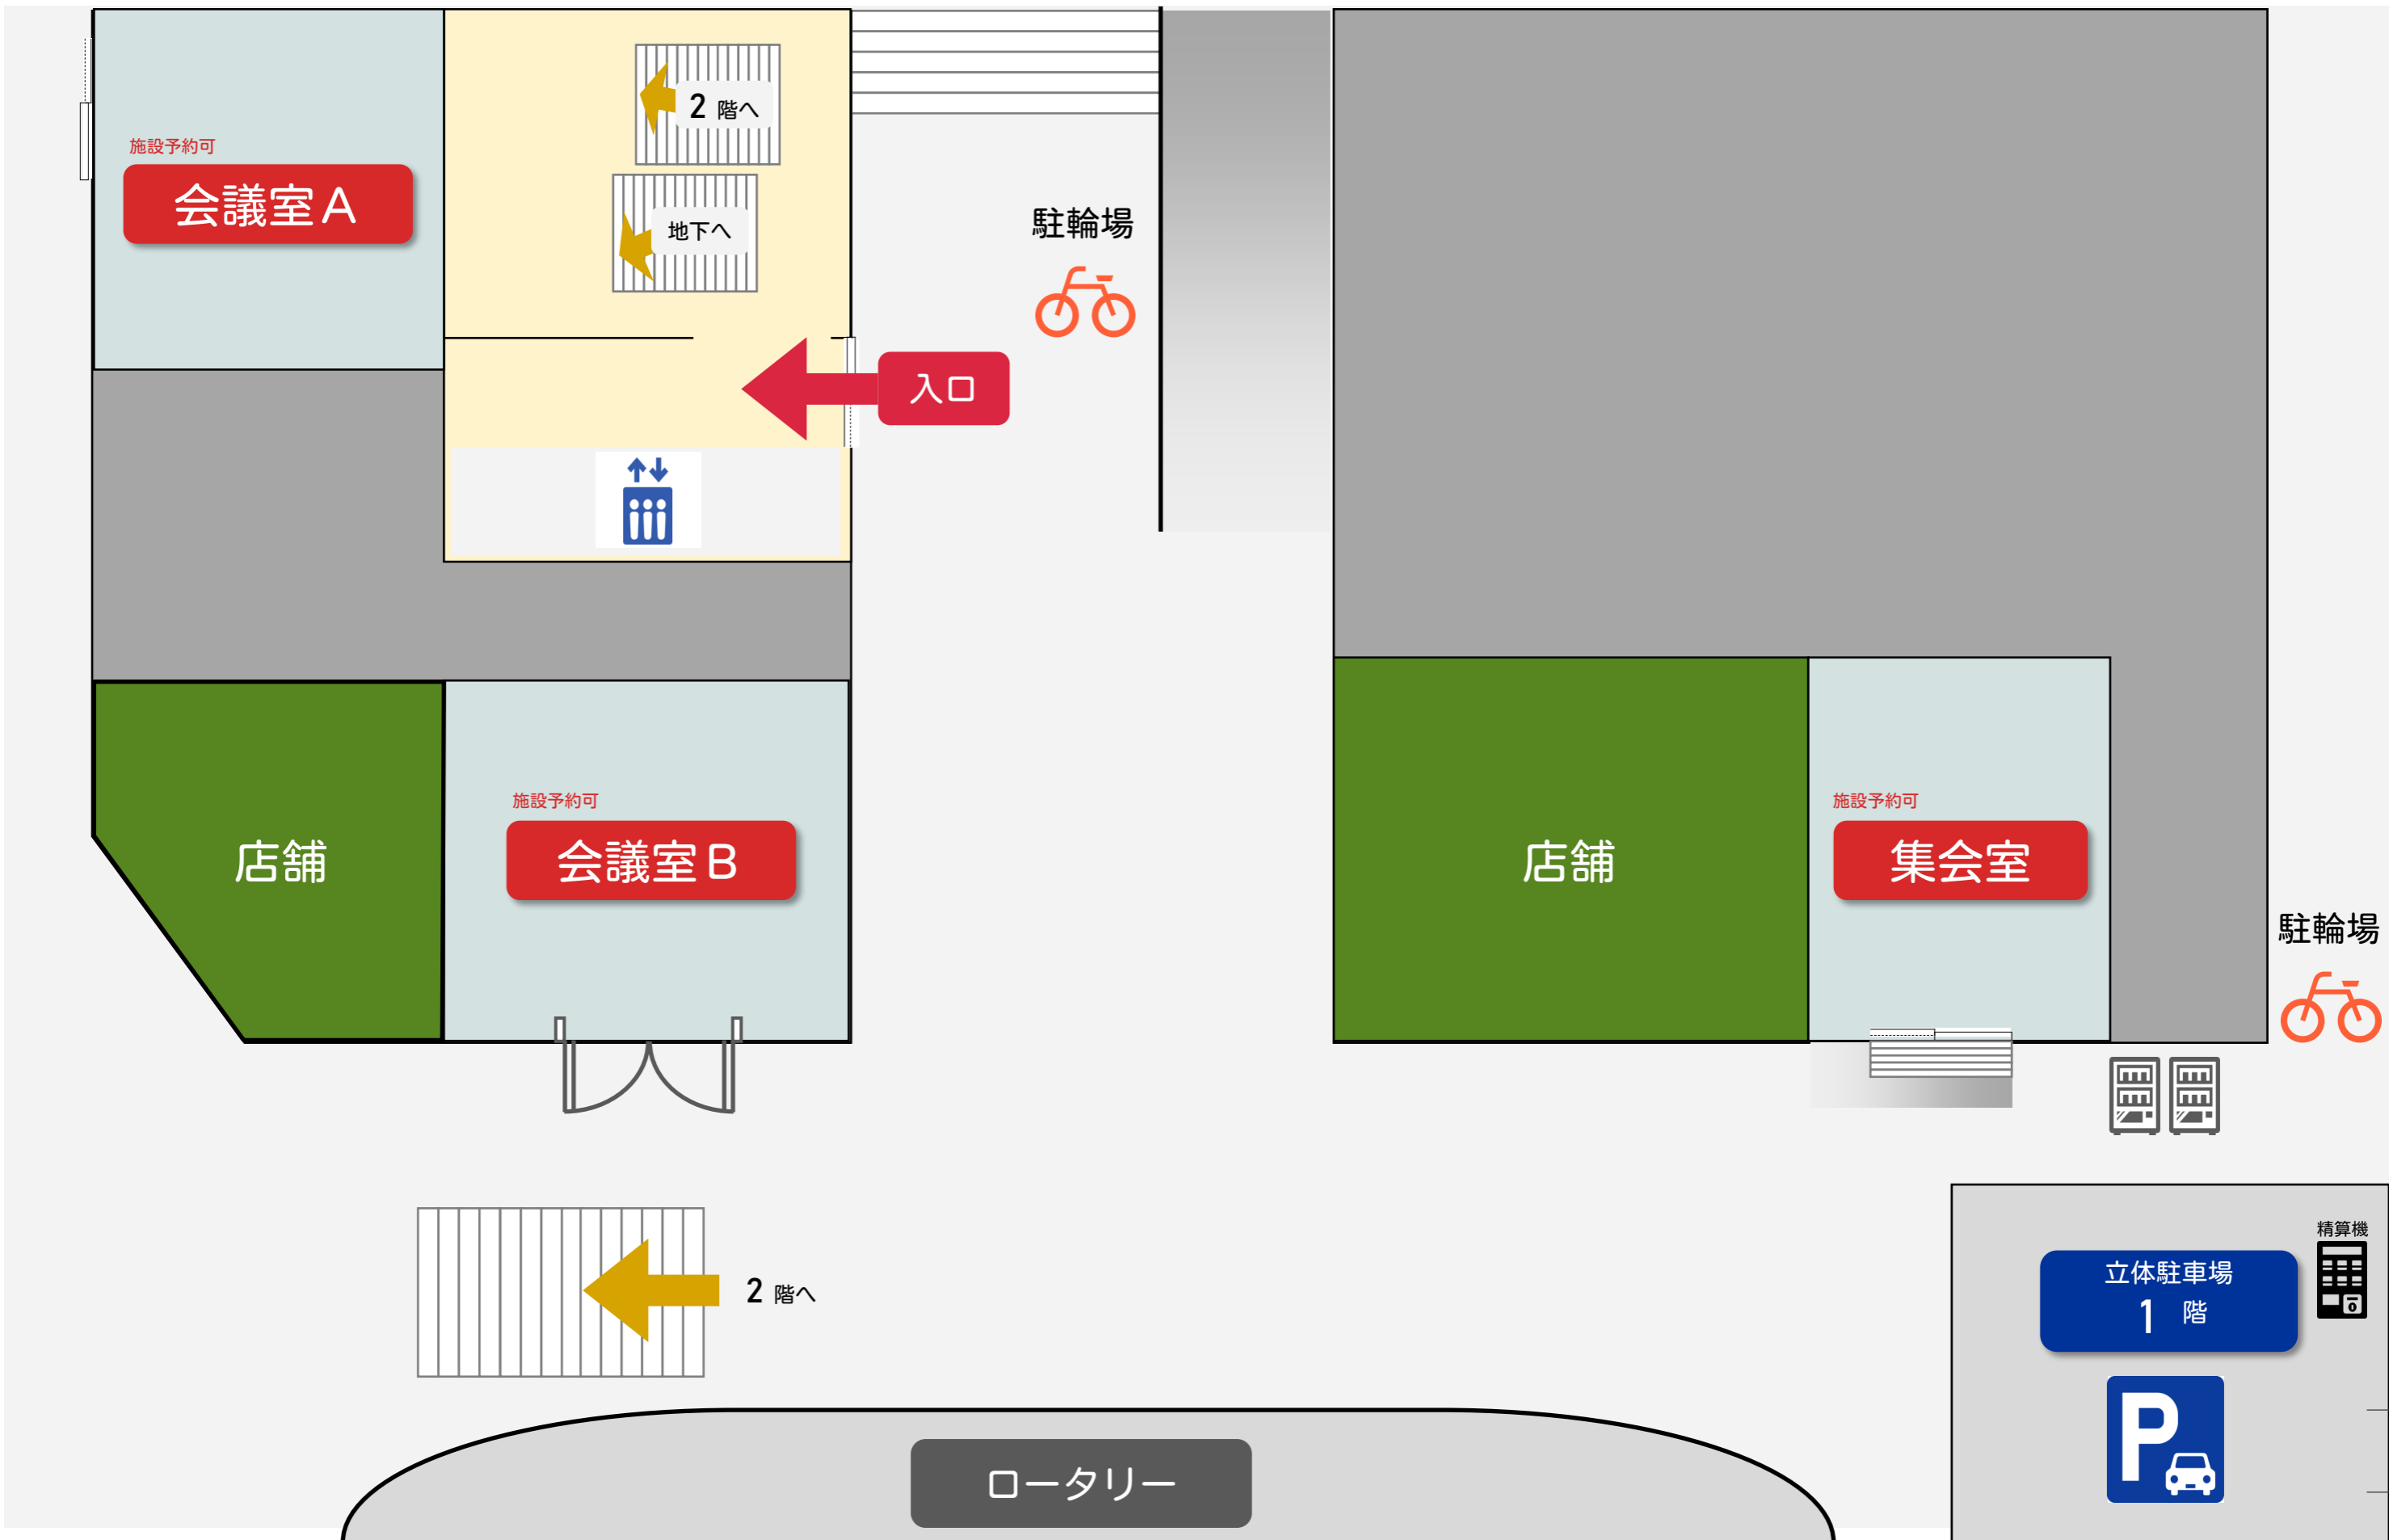 2 階へ
施設予約可
会議室A
地下へ
駐輪場
入口
施設予約可
会議室B
店舗
店舗
施設予約可
集会室
駐輪場
精算機
立体駐車場
1 階
2 階へ
ロータリー
P